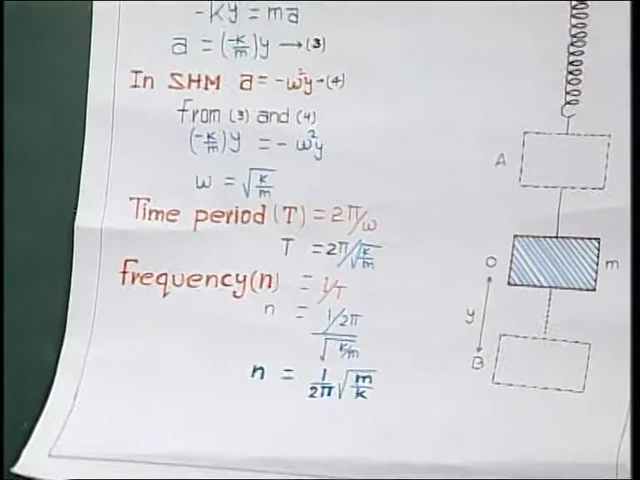 -Ky = ma
a = (-K/m)y → (3)
In SHM a = -ω²y → (4)
from (3) and (4)
(-K/m)y = - ω²y
ω = √K/m
Time period (T) = 2π/ω
T = 2π/√K/m
frequency(n) = 1/T
n = 1/2π/√K/m
n = 1/2π √m/k
A
O
m
y
B